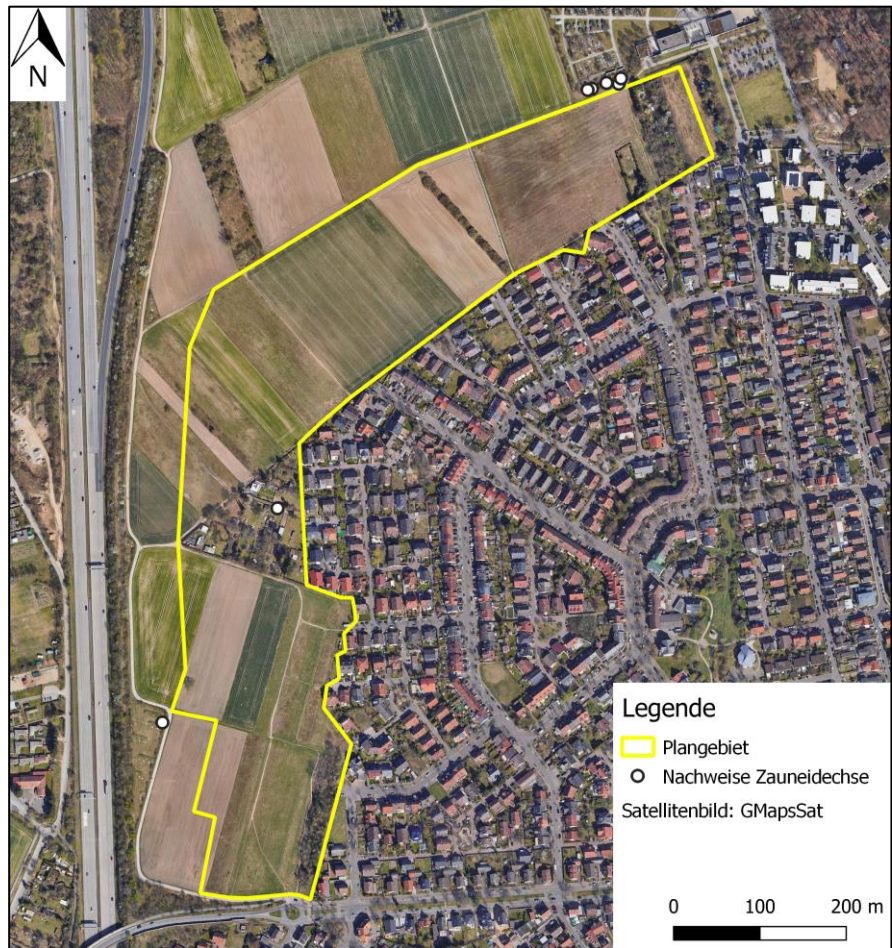 N
Legende
Plangebiet
Nachweise Zauneidechse
Satellitenbild: GMapsSat
0 100 200 m